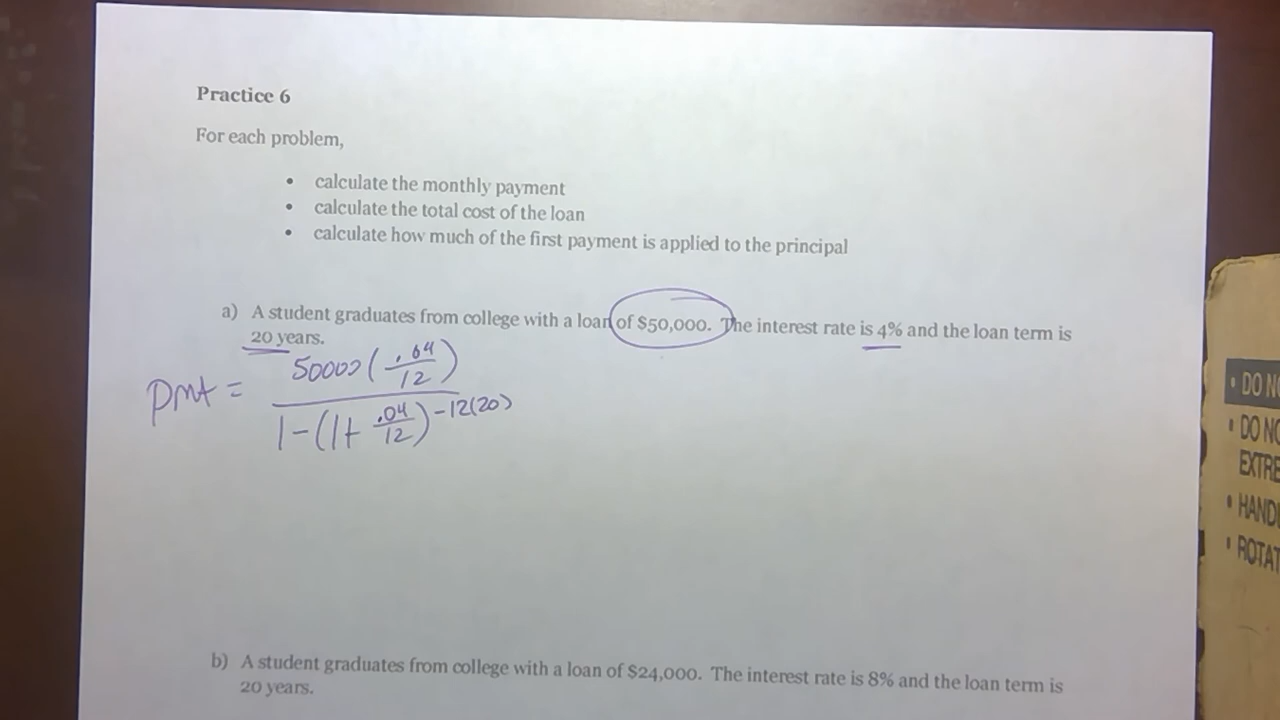 Practice 6
For each problem,
• calculate the monthly payment
• calculate the total cost of the loan
• calculate how much of the first payment is applied to the principal
a) A student graduates from college with a loan of $50,000. The interest rate is 4% and the loan term is
20 years.
50000 (.04/12)
PMt =
1-(1+ .04/12)^-12(20)
b) A student graduates from college with a loan of $24,000. The interest rate is 8% and the loan term is
20 years.
• DO N
• DO NO
EXTRE
• HAND
• ROTAT